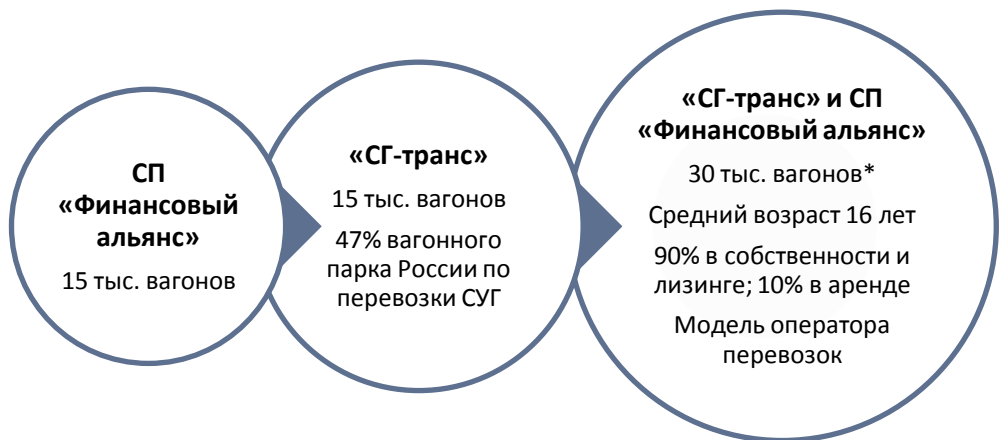 СП
«Финансовый
альянс»
15 тыс. вагонов
«СГ-транс»
15 тыс. вагонов
47% вагонного
парка России по
перевозки СУГ
«СГ-транс» и СП
«Финансовый альянс»
30 тыс. вагонов*
Средний возраст 16 лет
90% в собственности и
лизинге; 10% в аренде
Модель оператора
перевозок